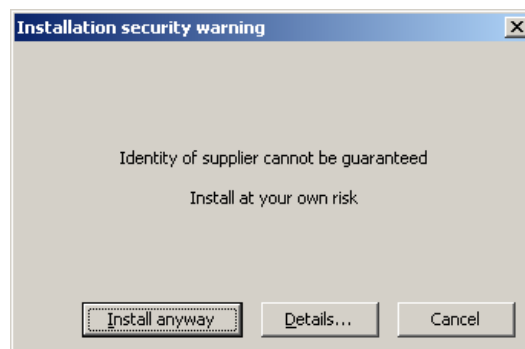 Installation security warning
Identity of supplier cannot be guaranteed
Install at your own risk
Install anyway
Details...
Cancel